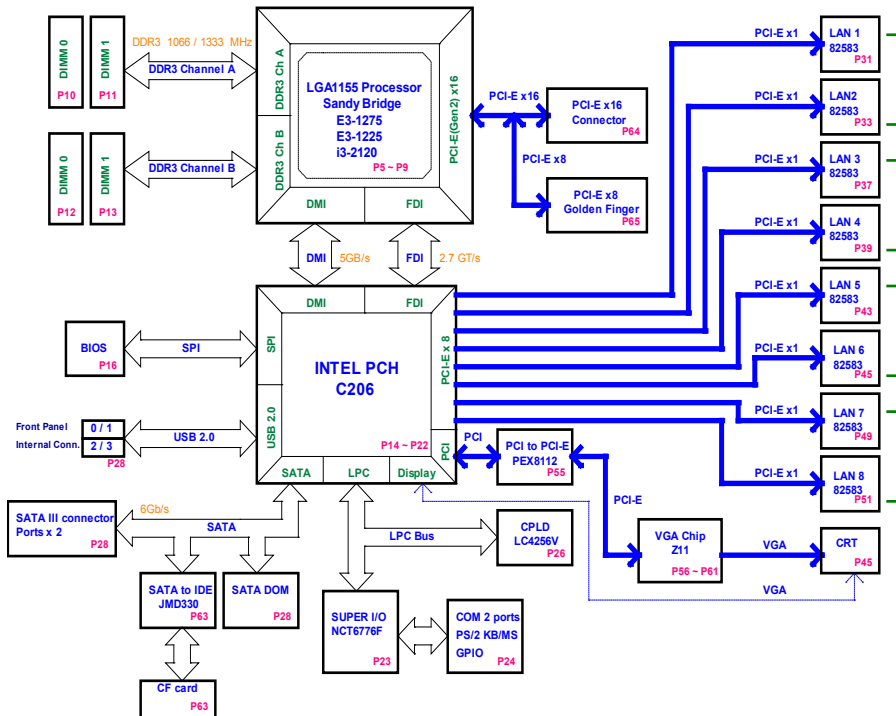 DIMM 0
P10
DIMM 1
P11
DDR3 1066 / 1333 MHz
DDR3 Channel A
DIMM 0
P12
DIMM 1
P13
DDR3 Channel B
DDR3 Ch A
DDR3 Ch B
LGA1155 Processor
Sandy Bridge
E3-1275
E3-1225
i3-2120
P5 ~ P9
PCI-E(Gen2) x16
DMI
FDI
PCI-E x16
PCI-E x16
Connector
P64
PCI-E x8
PCI-E x8
Golden Finger
P65
DMI
5GB/s
FDI
2.7 GT/s
DMI
FDI
SPI
USB 2.0
INTEL PCH
C206
P14 ~ P22
PCI-E x 8
PCI
SATA
LPC
Display
BIOS
P16
SPI
Front Panel
0 / 1
Internal Conn.
2 / 3
P28
USB 2.0
PCI-E x1
LAN 1
82583
P31
PCI-E x1
LAN2
82583
P33
PCI-E x1
LAN 3
82583
P37
PCI-E x1
LAN 4
82583
P39
PCI-E x1
LAN 5
82583
P43
PCI-E x1
LAN 6
82583
P45
PCI-E x1
LAN 7
82583
P49
PCI-E x1
LAN 8
82583
P51
PCI
PCI to PCI-E
PEX8112
P55
PCI-E
VGA Chip
Z11
P56 ~ P61
VGA
CRT
P45
VGA
SATA III connector
Ports x 2
P28
6Gb/s
SATA
SATA to IDE
JMD330
P63
SATA DOM
P28
CF card
P63
LPC Bus
CPLD
LC4256V
P26
SUPER I/O
NCT6776F
P23
COM 2 ports
PS/2 KB/MS
GPIO
P24